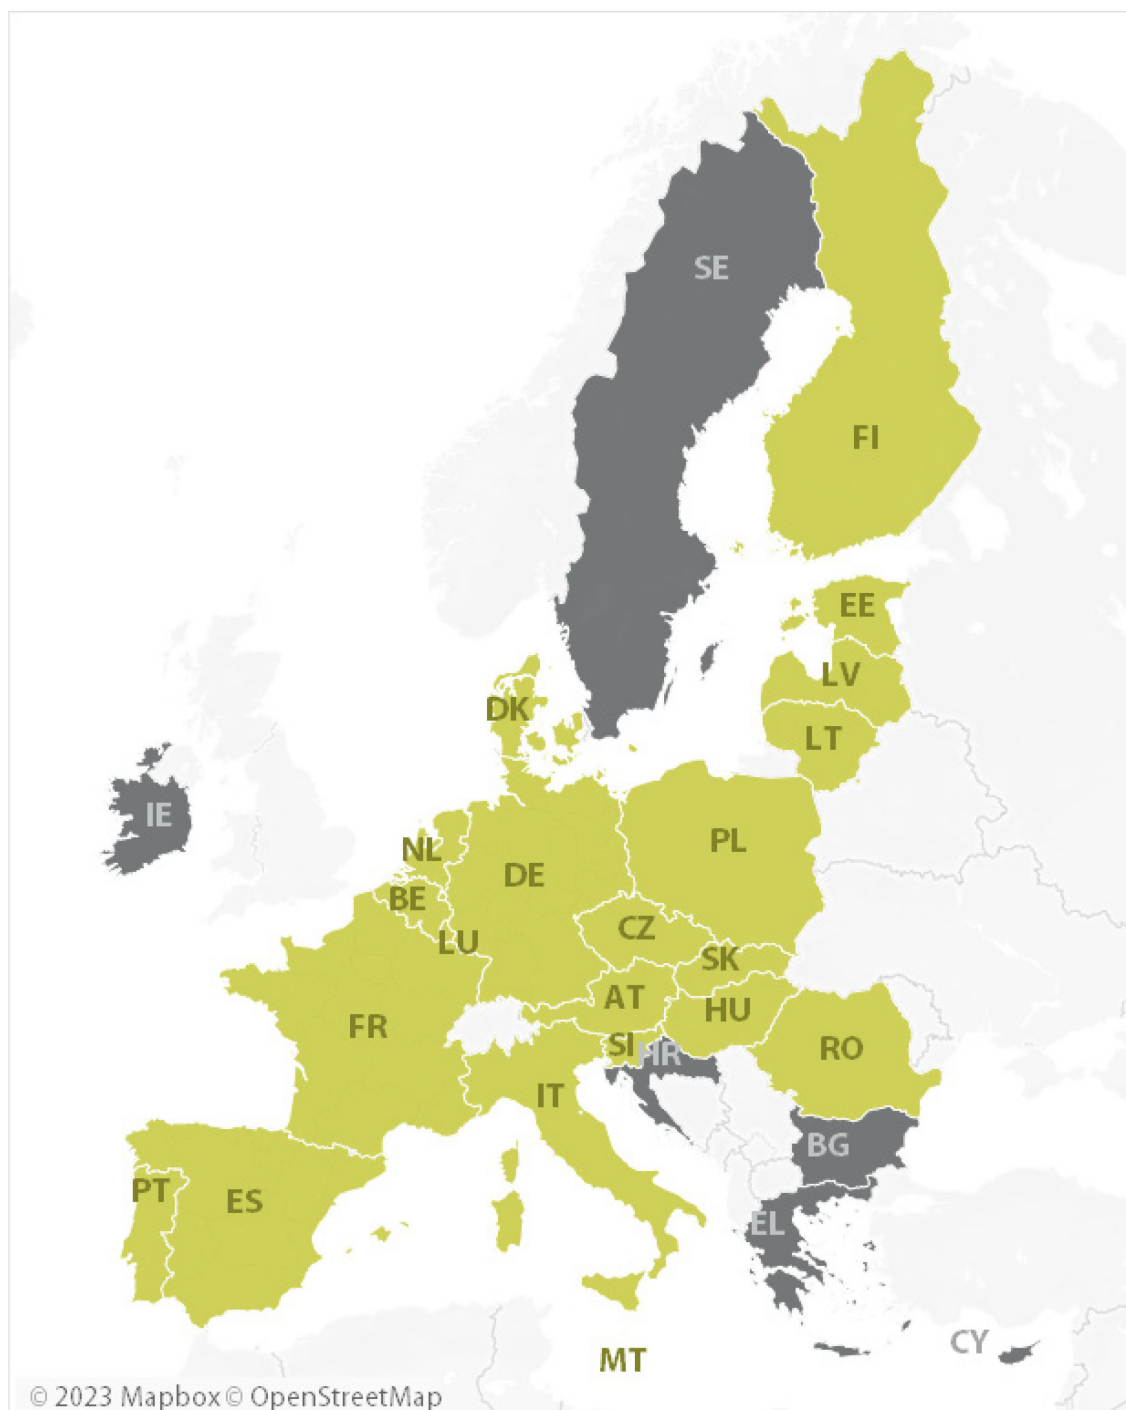 SE
FI
EE
LV
DK
LT
IE
PL
NL
DE
BE
CZ
LU
SK
AT
HU
FR
SI
HR
RO
IT
BG
PT
ES
EL
CY
MT
© 2023 Mapbox © OpenStreetMap